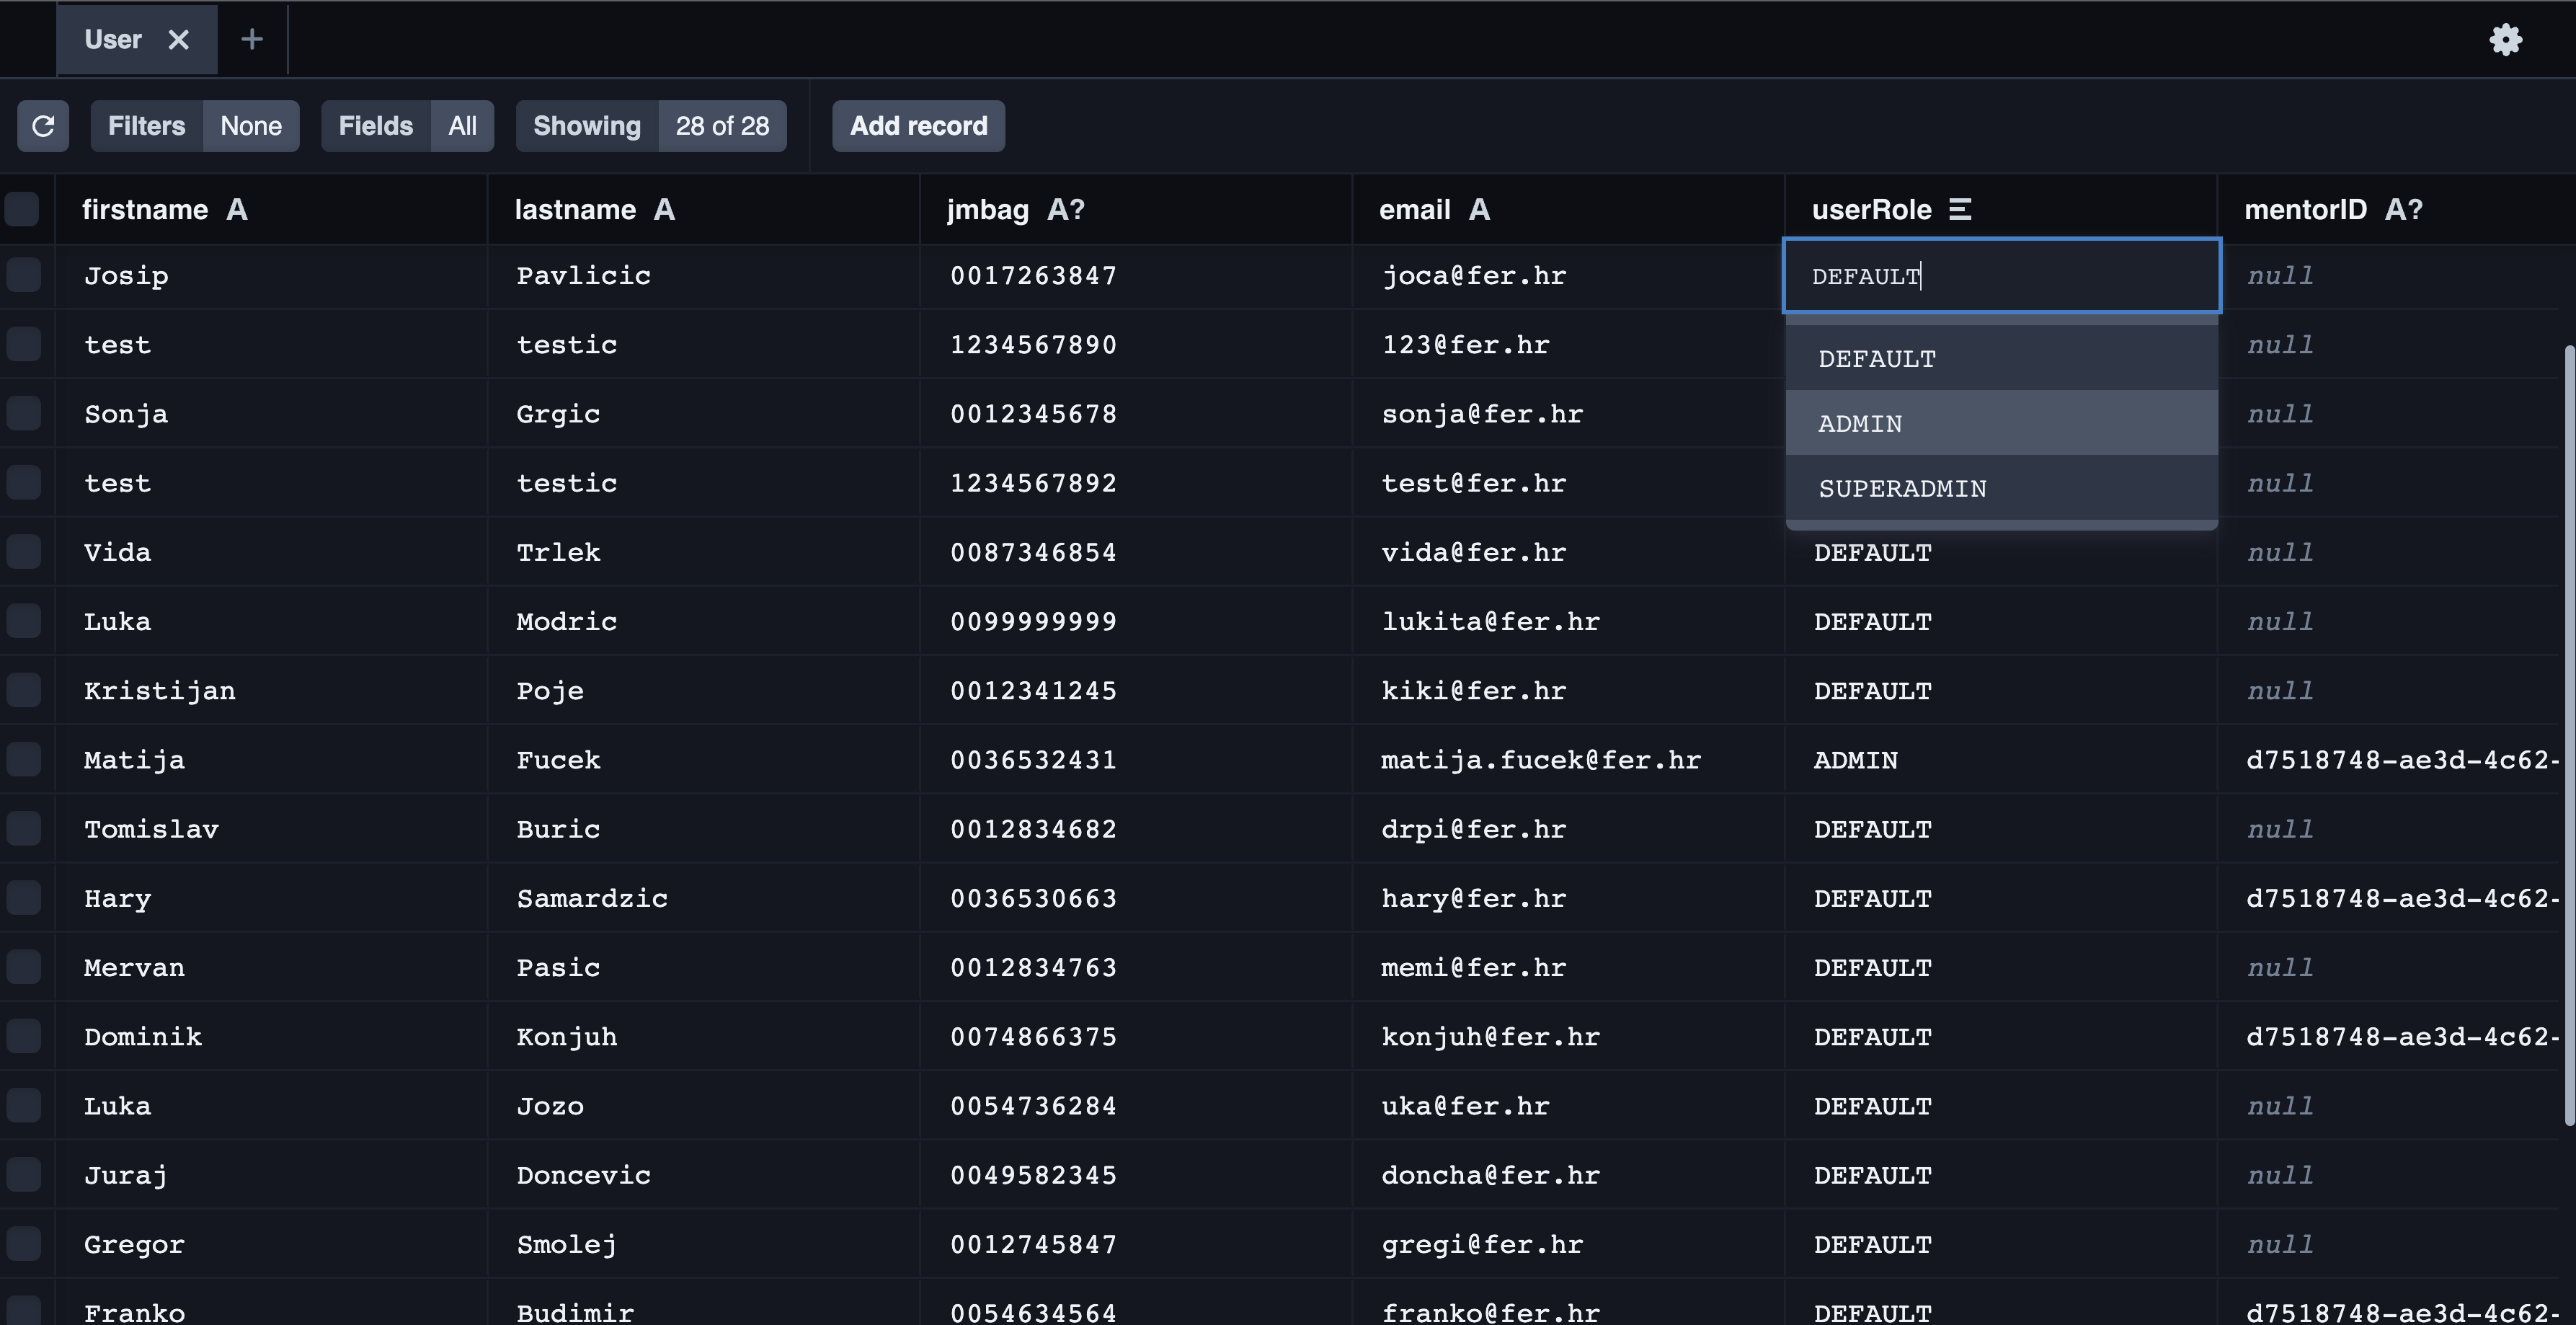 User
Filters None Fields All Showing 28 of 28 Add record
firstname A lastname A jmbag A? email A userRole mentorID A?
Josip Pavlicic 0017263847 joca@fer.hr DEFAULT null
test testic 1234567890 123@fer.hr null
DEFAULT
Sonja Grgic 0012345678 sonja@fer.hr null
ADMIN
test testic 1234567892 test@fer.hr null
SUPERADMIN
Vida Trlek 0087346854 vida@fer.hr DEFAULT null
Luka Modric 0099999999 lukita@fer.hr DEFAULT null
Kristijan Poje 0012341245 kiki@fer.hr DEFAULT null
Matija Fucek 0036532431 matija.fucek@fer.hr ADMIN d7518748-ae3d-4c62-
Tomislav Buric 0012834682 drpi@fer.hr DEFAULT null
Hary Samardzic 0036530663 hary@fer.hr DEFAULT d7518748-ae3d-4c62-
Mervan Pasic 0012834763 memi@fer.hr DEFAULT null
Dominik Konjuh 0074866375 konjuh@fer.hr DEFAULT d7518748-ae3d-4c62-
Luka Jozo 0054736284 uka@fer.hr DEFAULT null
Juraj Doncevic 0049582345 doncha@fer.hr DEFAULT null
Gregor Smolej 0012745847 gregi@fer.hr DEFAULT null
Franko Budimir 0054634564 franko@fer.hr DEFAULT d7518748-ae3d-4c62-